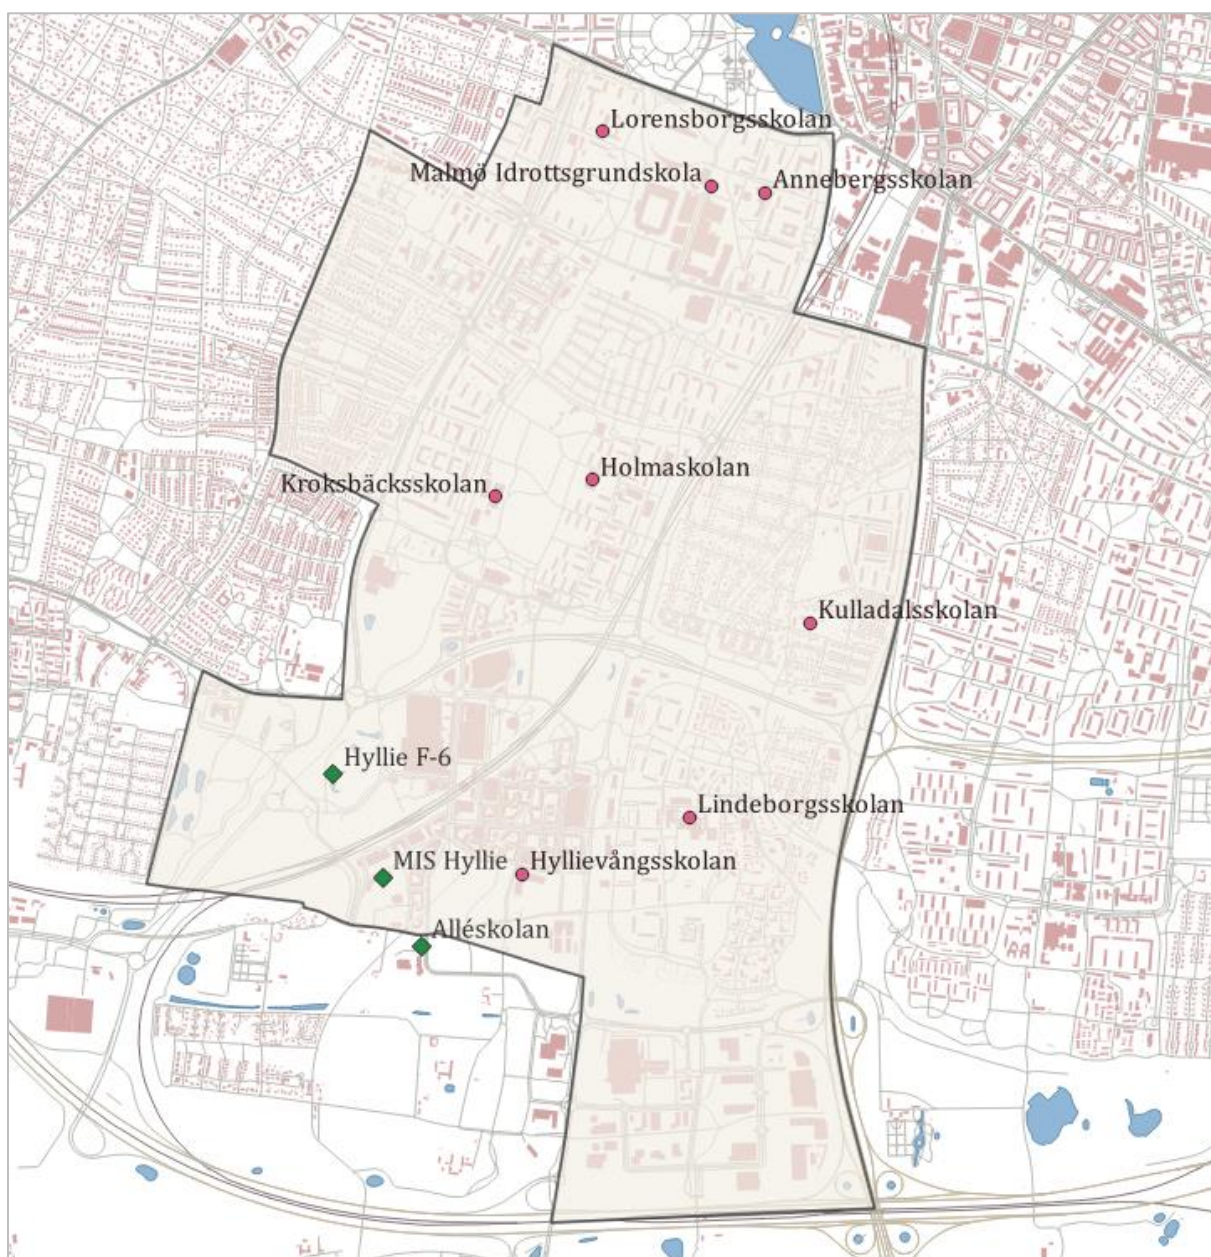 Lorensborgsskolan
Malmö Idrottsgrundskola
Annebergsskolan
Holmaskolan
Kroksbäcksskolan
Kulladalsskolan
Hyllie F-6
Lindeborgsskolan
MIS Hyllie
Hyllievångsskolan
Alléskolan